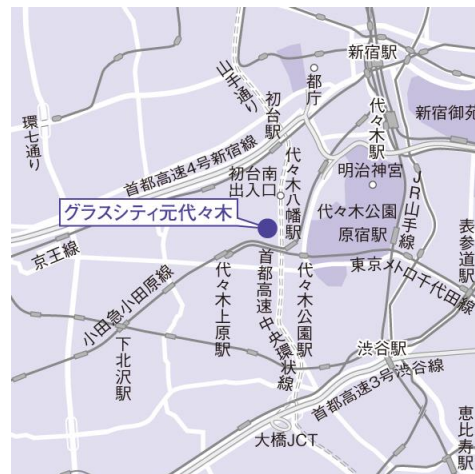 新宿駅
山手通り
都庁
初台駅
代々木駅
新宿御苑
環七通り
首都高速4号新宿線
初台南
出入口
代々木八幡駅
明治神宮
JR山手線
グラスシティ元代々木
代々木公園
原宿駅
表参道駅
京王線
東京メトロ千代田線
小田急小田原線
代々木上原駅
首都高速中央環状線
代々木公園駅
下北沢駅
渋谷駅
首都高速3号渋谷線
大橋JCT
恵比寿駅